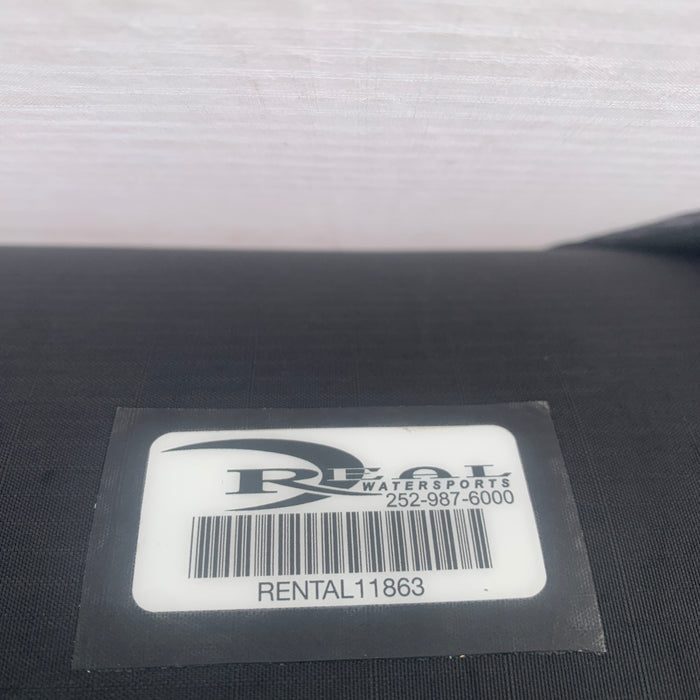 REAL
WATERSPORTS
252-987-6000
RENTAL11863